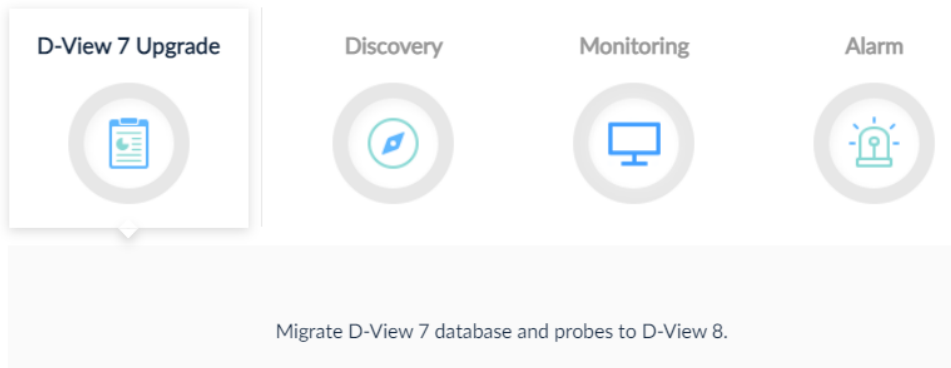 D-View 7 Upgrade
Discovery
Monitoring
Alarm
Migrate D-View 7 database and probes to D-View 8.